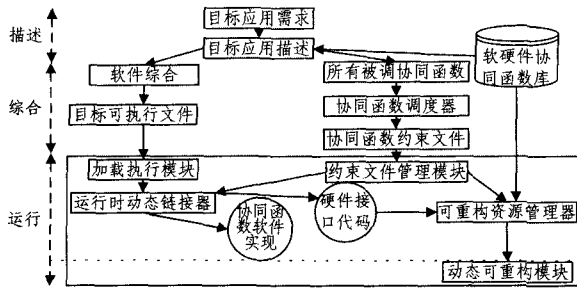 目标应用需求
描述
目标应用描述
软硬件协
同函数库
软件综合
所有被调协同函数
综合
目标可执行文件
协同函数调度器
协同函数约束文件
加载执行模块
约束文件管理模块
运行时动态链接器
硬件接
口代码
协同函
数软件
实现
可重构资源管理器
运行
动态可重构模块